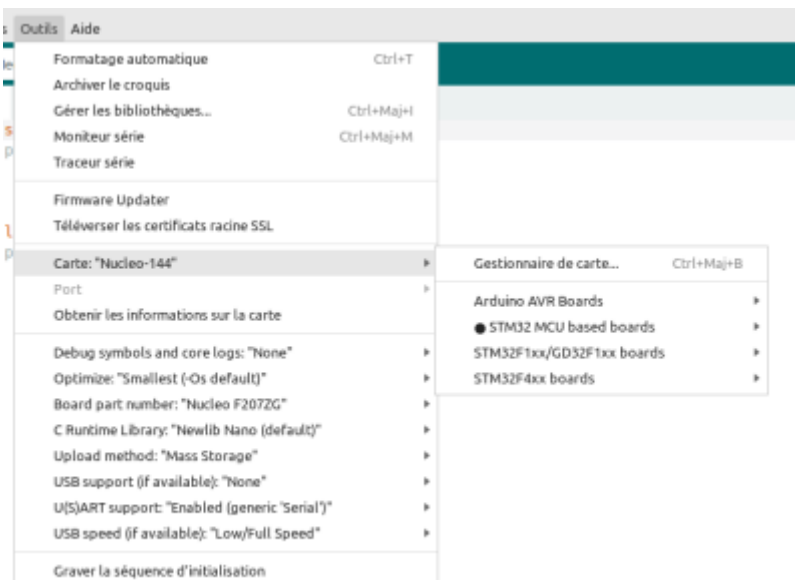 s Outils Aide
Formatage automatique Ctrl+T
Archiver le croquis
Gérer les bibliothèques... Ctrl+Maj+I
Moniteur série Ctrl+Maj+M
Traceur série
Firmware Updater
Téléverser les certificats racine SSL
Carte: "Nucleo-144"
Port
Obtenir les informations sur la carte
Debug symbols and core logs: "None"
Optimize: "Smallest (-Os default)"
Board part number: "Nucleo F207ZG"
C Runtime Library: "Newlib Nano (default)"
Upload method: "Mass Storage"
USB support (if available): "None"
U(S)ART support: "Enabled (generic 'Serial')"
USB speed (if available): "Low/Full Speed"
Graver la séquence d'initialisation
Gestionnaire de carte... Ctrl+Maj+B
Arduino AVR Boards
STM32 MCU based boards
STM32F1xx/GD32F1xx boards
STM32F4xx boards